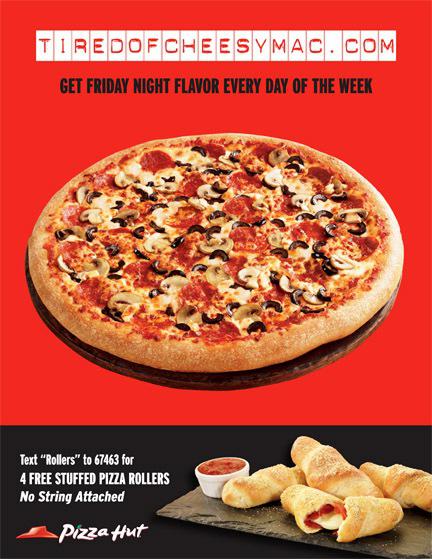 TIREDOFCHEESYMAC.COM
GET FRIDAY NIGHT FLAVOR EVERY DAY OF THE WEEK
Text "Rollers" to 67463 for
4 FREE STUFFED PIZZA ROLLERS
No String Attached
Pizza Hut